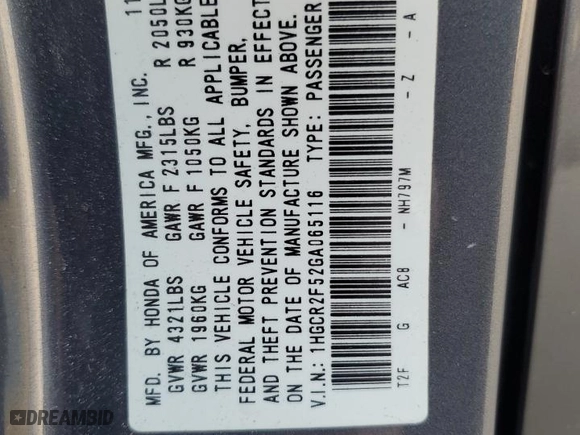 MFD. BY HONDA OF AMERICA MFG., INC. 11
GVWR 4321LBS GAWR F 2315LBS R 2050L
GVWR 1960KG GAWR F 1050KG R 930KG
THIS VEHICLE CONFORMS TO ALL APPLICABLE
FEDERAL MOTOR VEHICLE SAFETY, BUMPER,
AND THEFT PREVENTION STANDARDS IN EFFECT
ON THE DATE OF MANUFACTURE SHOWN ABOVE.
V.I.N.: 1HGCR2F52GA065116 TYPE: PASSENGER
T2F G AC8 - NH797M - Z - A
DREAMBID